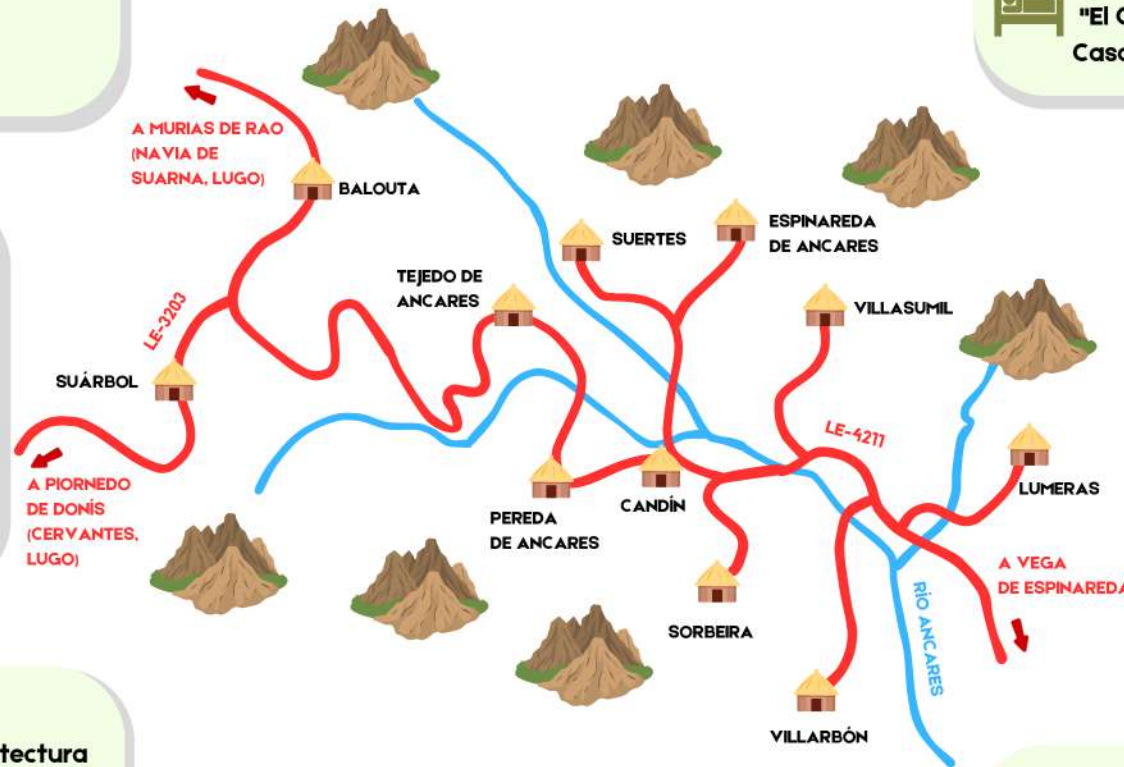 "El
Caso
A MURIAS DE RAO
(NAVIA DE
SUARNA, LUGO)
BALOUTA
SUERTES
ESPINAREDA
DE ANCARES
TEJEDO DE
ANCARES
VILLASUMIL
LE-3203
SUÁRBOL
LE-4211
LUMERAS
A PIORNEDO
DE DONÍS
(CERVANTES,
LUGO)
PEREDA
DE ANCARES
CANDÍN
A VEGA
DE ESPINAREDA
RÍO ANCARES
SORBEIRA
VILLARBÓN
tectura